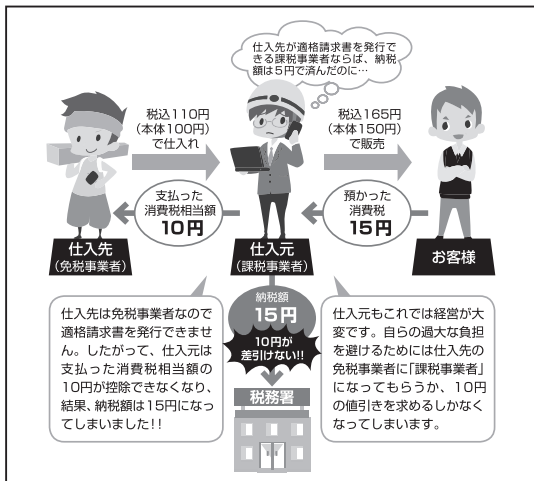 仕入先が適格請求書を発行で
きる課税事業者ならば、納税
額は5円で済んだのに…
税込110円
（本体100円）
で仕入れ
税込165円
（本体150円）
で販売
支払った
消費税相当額
10円
預かった
消費税
15円
仕入先
（免税事業者）
仕入元
（課税事業者）
お客様
納税額
15円
10円が
差引けない!!
税務署
仕入先は免税事業者なので
適格請求書を発行できませ
ん。したがって、仕入元は
支払った消費税相当額の
10円が控除できなくなり、
結果、納税額は15円になっ
てしまいました!!
仕入元もこれでは経営が大
変です。自らの過大な負担
を避けるためには仕入先の
免税事業者に「課税事業者」
になってもらうか、10円
の値引きを求めるしかなく
なってしまいます。